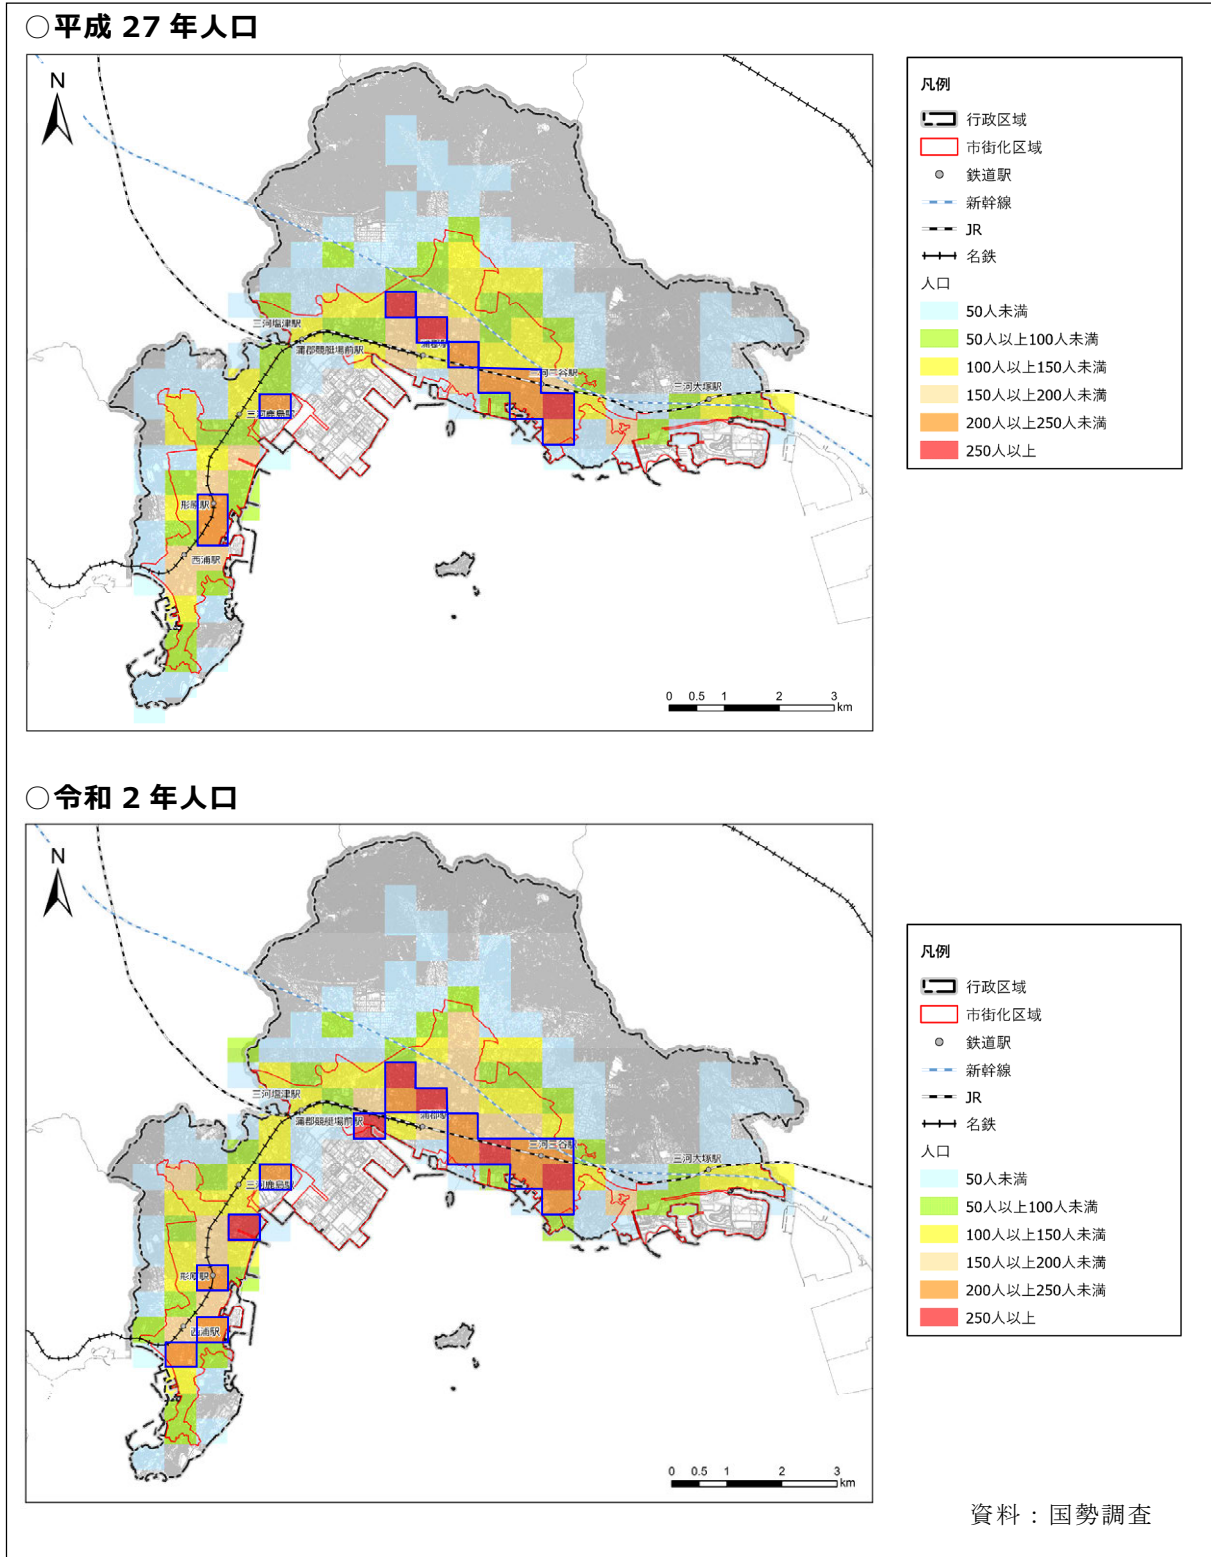 ○平成 27 年人口
N
三河塩津駅
蒲郡競艇場前駅
蒲郡駅
三河三谷駅
三河大塚駅
三河鹿島駅
形原駅
西浦駅
0 0.5 1 2 3
km
凡例
行政区域
市街化区域
鉄道駅
新幹線
JR
名鉄
人口
50人未満
50人以上100人未満
100人以上150人未満
150人以上200人未満
200人以上250人未満
250人以上
○令和 2 年人口
N
三河塩津駅
蒲郡競艇場前駅
蒲郡駅
三河三谷駅
三河大塚駅
三河鹿島駅
形原駅
西浦駅
0 0.5 1 2 3
km
凡例
行政区域
市街化区域
鉄道駅
新幹線
JR
名鉄
人口
50人未満
50人以上100人未満
100人以上150人未満
150人以上200人未満
200人以上250人未満
250人以上
資料：国勢調査